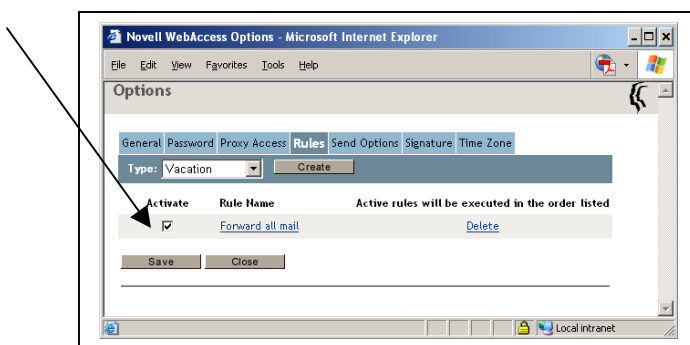 Novell WebAccess Options - Microsoft Internet Explorer
File Edit View Favorites Tools Help
Options
General Password Proxy Access Rules Send Options Signature Time Zone
Type: Vacation Create
Activate Rule Name Active rules will be executed in the order listed
Forward all mail Delete
Save Close
Local intranet